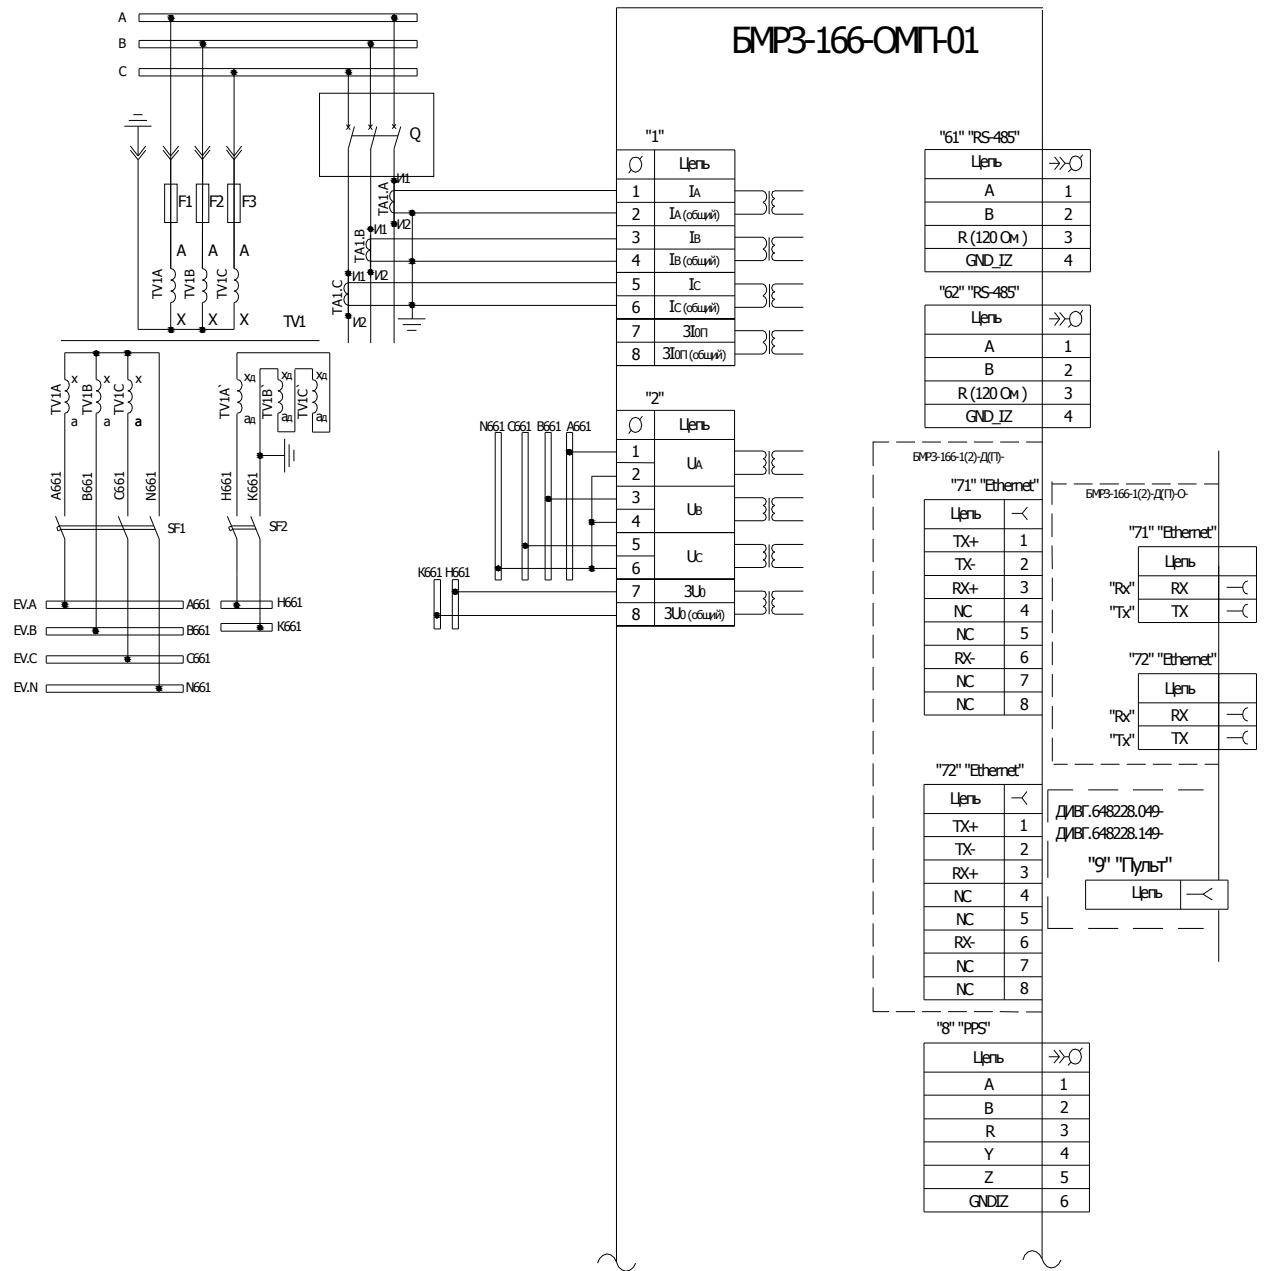 БМРЗ-166-ОМП-01
A
B
C
Q
F1
F2
F3
A
A
A
TV1A
TV1B
TV1C
X
X
X
TV1
И1
TA1.A
И2
И1
TA1.B
И2
И1
TA1.C
И2
"1"
Цепь
1 IA
2 IA (общий)
3 IB
4 IB (общий)
5 IC
6 IC (общий)
7 3I0П
8 3I0П (общий)
"2"
Цепь
1
2
UA
3
4
UB
5
6
UC
7 3U0
8 3U0 (общий)
N661 C661 B661 A661
K661 H661
TV1A
x
a
TV1B
x
a
TV1C
x
a
TV1A`
xд
aд
TV1B`
xд
aд
TV1C`
xд
aд
A661
B661
C661
N661
H661
K661
SF1
SF2
EV.A A661
EV.B B661
EV.C C661
EV.N N661
H661
K661
"61" "RS-485"
Цепь
A 1
B 2
R (120 Ом) 3
GND_IZ 4
"62" "RS-485"
Цепь
A 1
B 2
R (120 Ом) 3
GND_IZ 4
БМРЗ-166-1(2)-Д(П)-
"71" "Ethernet"
Цепь
TX+ 1
TX- 2
RX+ 3
NC 4
NC 5
RX- 6
NC 7
NC 8
"72" "Ethernet"
Цепь
TX+ 1
TX- 2
RX+ 3
NC 4
NC 5
RX- 6
NC 7
NC 8
БМРЗ-166-1(2)-Д(П)-О-
"71" "Ethernet"
Цепь
"Rx" RX
"Tx" TX
"72" "Ethernet"
Цепь
"Rx" RX
"Tx" TX
ДИВГ.648228.049-
ДИВГ.648228.149-
"9" "Пульт"
Цепь
"8" "PPS"
Цепь
A 1
B 2
R 3
Y 4
Z 5
GNDIZ 6